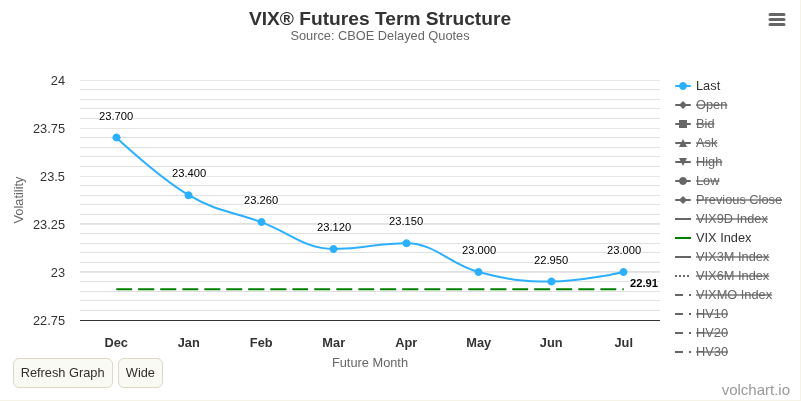 VIX® Futures Term Structure
Source: CBOE Delayed Quotes
24
23.75
23.5
23.25
23
22.75
Volatility
23.700
23.400
23.260
23.120
23.150
23.000
22.950
23.000
22.91
Dec Jan Feb Mar Apr May Jun Jul
Future Month
Last
Open
Bid
Ask
High
Low
Previous Close
VIX9D Index
VIX Index
VIX3M Index
VIX6M Index
VIXMO Index
HV10
HV20
HV30
Refresh Graph Wide
volchart.io